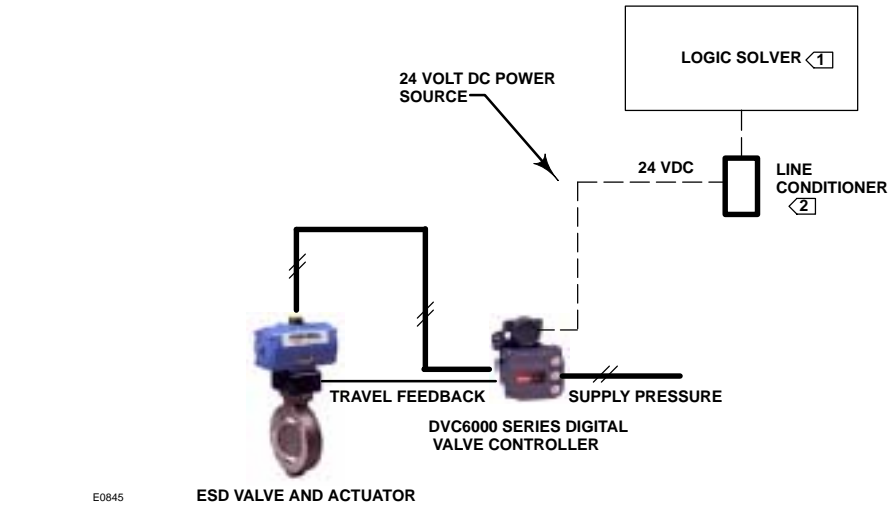 LOGIC SOLVER 1
24 VOLT DC POWER
SOURCE
24 VDC
LINE
CONDITIONER
2
TRAVEL FEEDBACK
SUPPLY PRESSURE
DVC6000 SERIES DIGITAL
VALVE CONTROLLER
E0845
ESD VALVE AND ACTUATOR